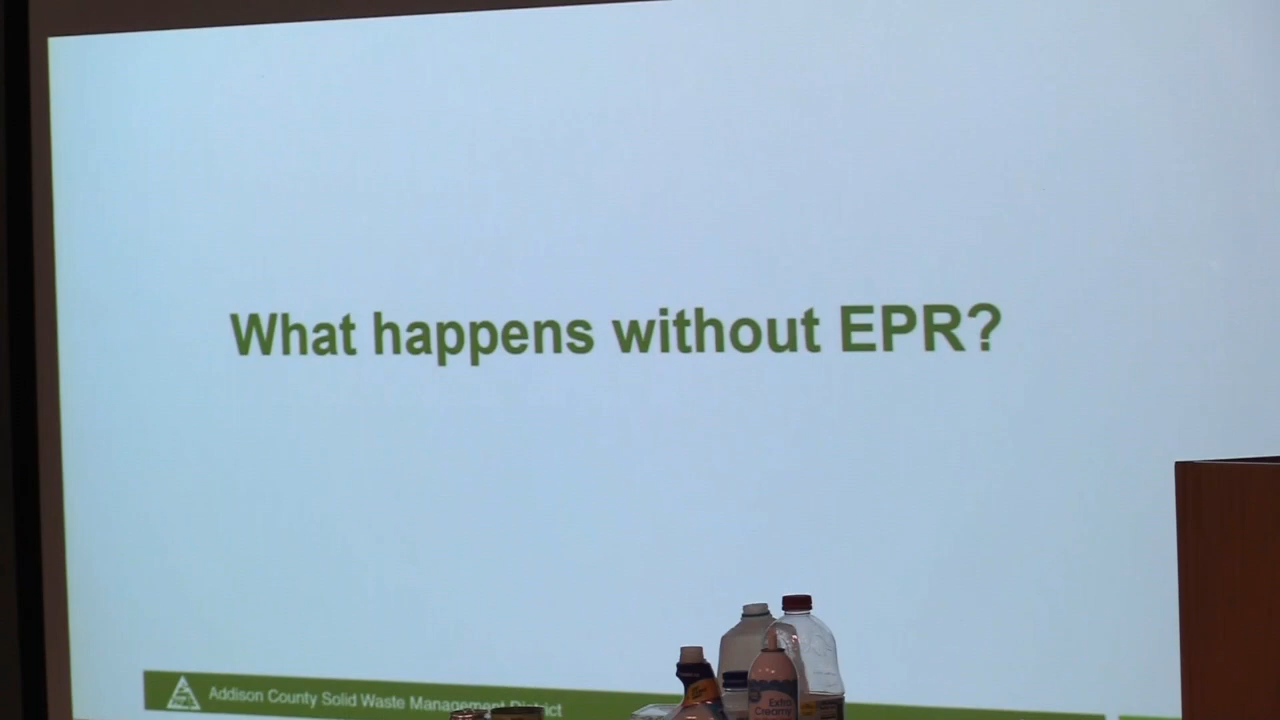 What happens without EPR?
Addison County Solid Waste Management District
Extra
Creamy